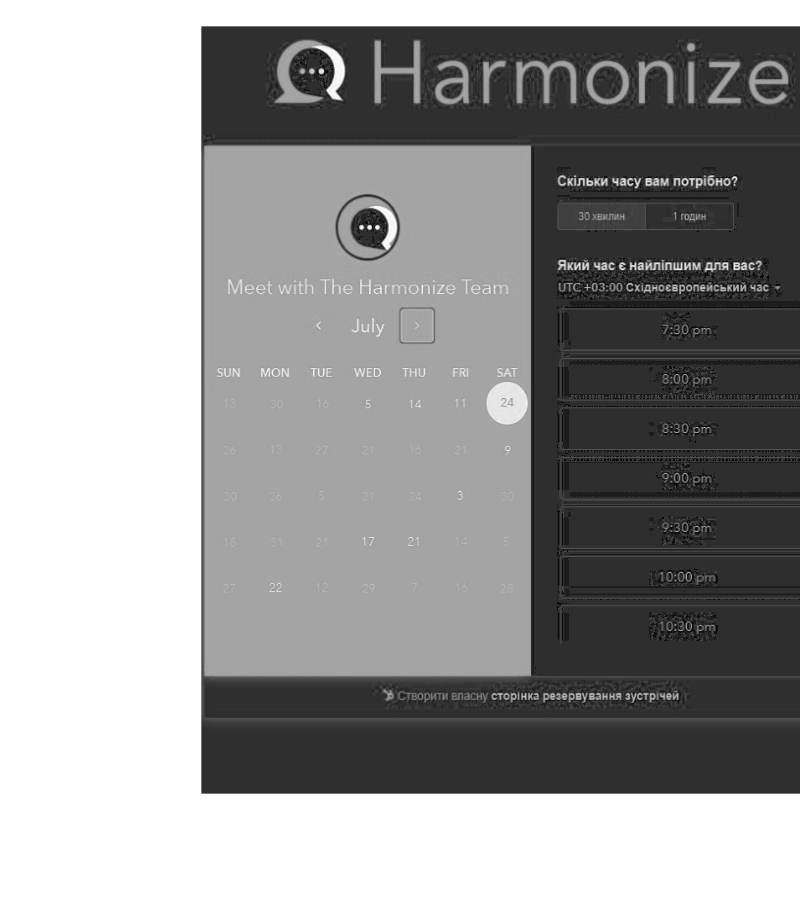 Harmonize
Meet with The Harmonize Team
July
SUN MON TUE WED THU FRI SAT
13 30 16 5 14 11 24
26 13 27 21 16 21 9
30 26 5 21 24 3 30
18 31 21 17 21 14 5
27 22 12 29 7 16 28
Скільки часу вам потрібно?
30 хвилин 1 годин
Який час є найліпшим для вас?
UTC +03:00 Східноєвропейський час
7:30 pm
8:00 pm
8:30 pm
9:00 pm
9:30 pm
10:00 pm
10:30 pm
Створити власну сторінка резервування зустрічей